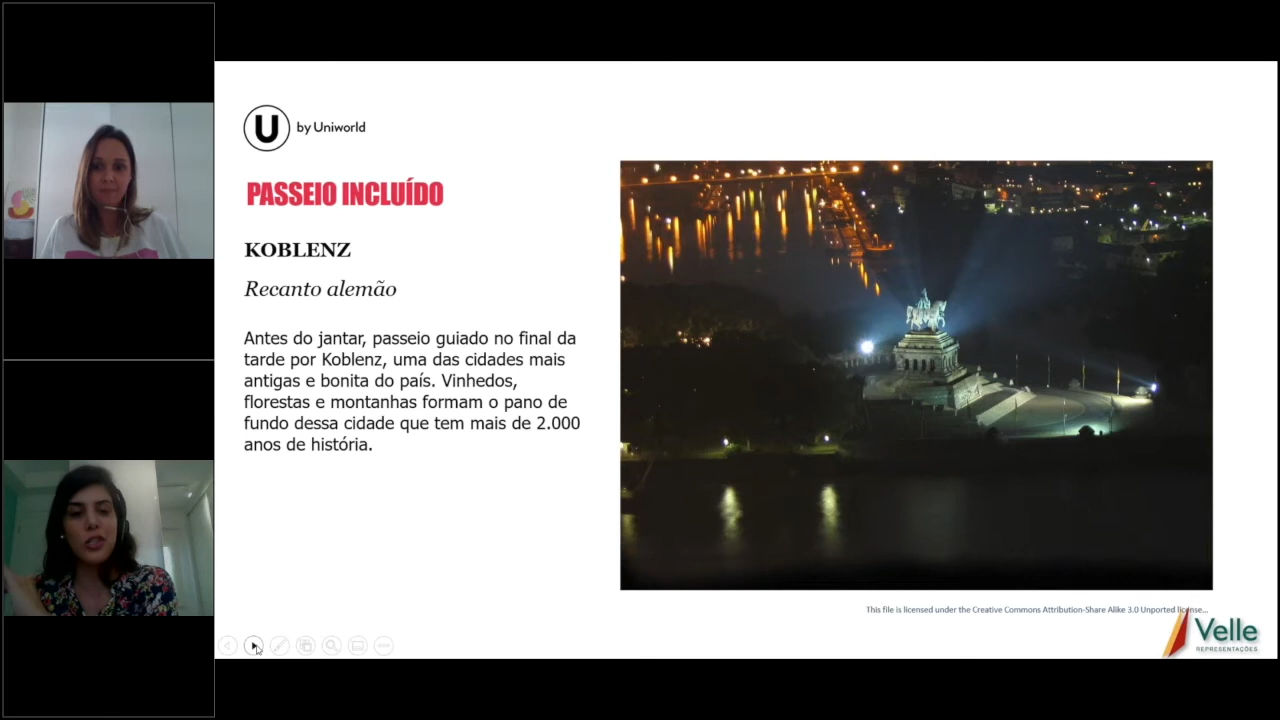 U by Uniworld
PASSEIO INCLUÍDO
KOBLENZ
Recanto alemão
Antes do jantar, passeio guiado no final da
tarde por Koblenz, uma das cidades mais
antigas e bonita do país. Vinhedos,
florestas e montanhas formam o pano de
fundo dessa cidade que tem mais de 2.000
anos de história.
This file is licensed under the Creative Commons Attribution-Share Alike 3.0 Unported license...
Velle
REPRESENTAÇÕES